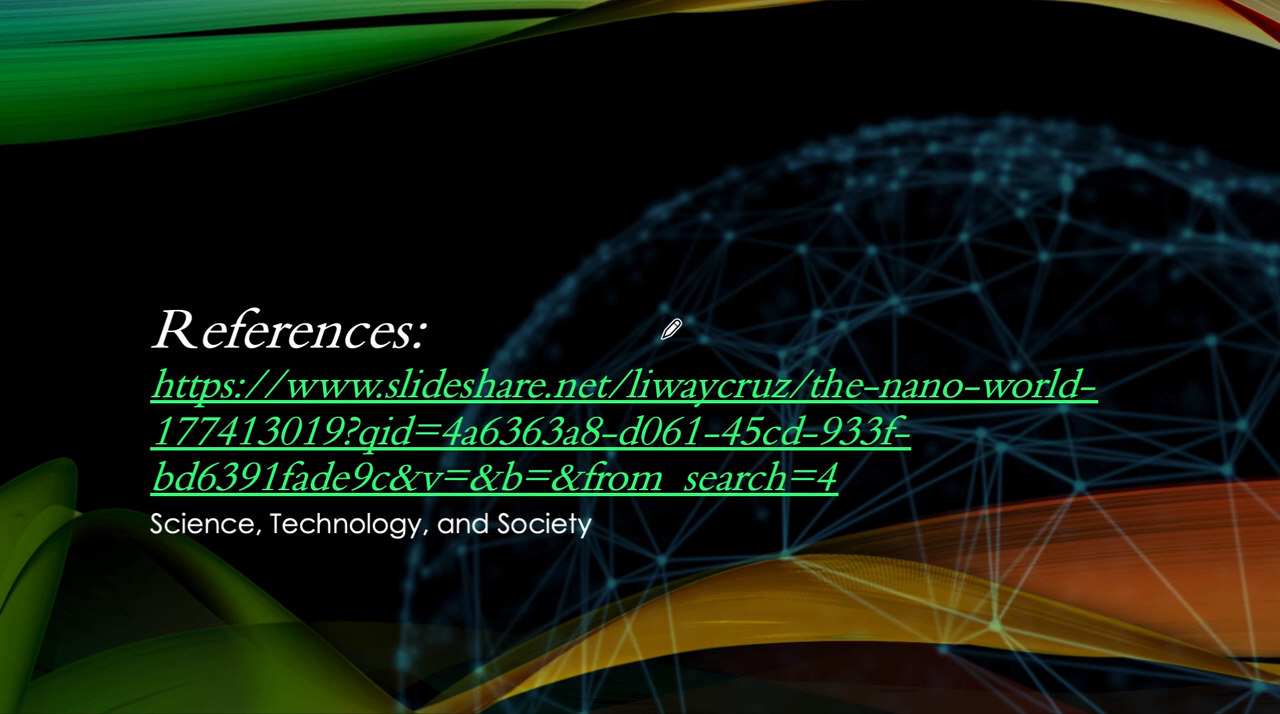 References:
https://www.slideshare.net/liwaycruz/the-nano-world-
177413019?qid=4a6363a8-d061-45cd-933f-
bd6391fade9c&v=&b=&from_search=4
Science, Technology, and Society